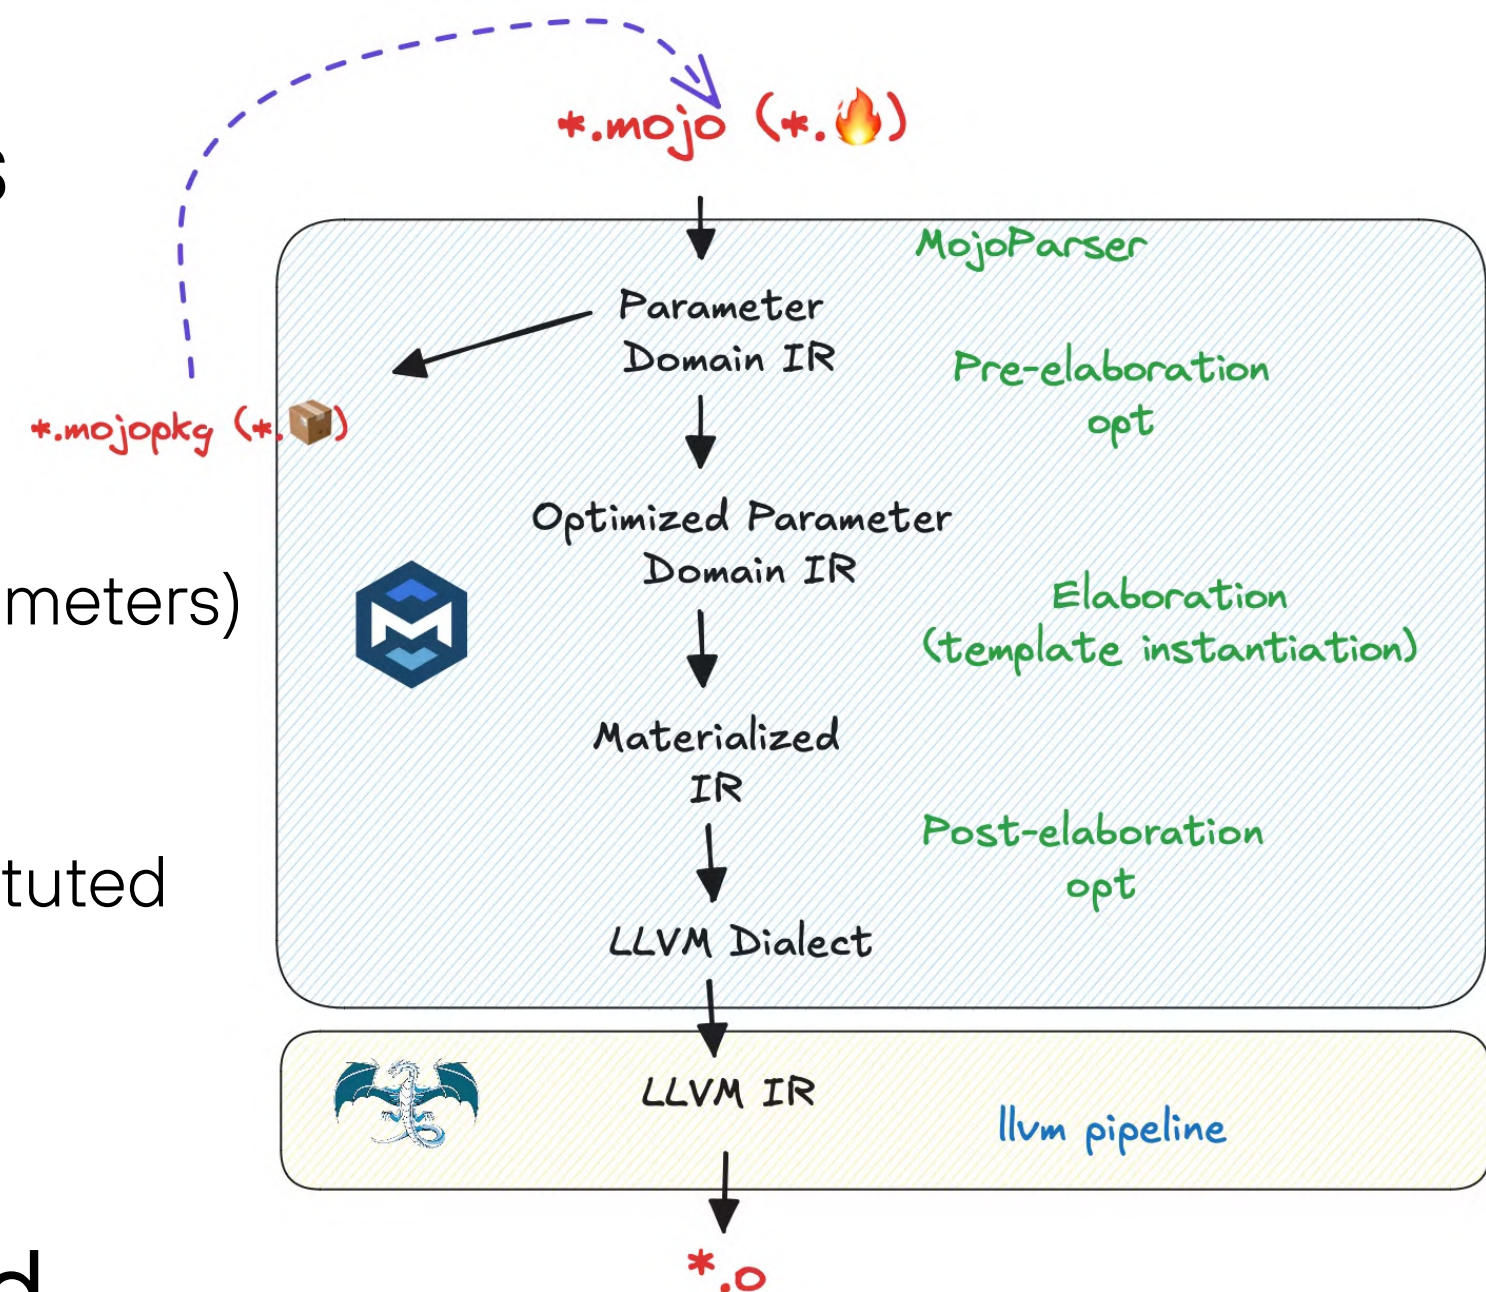 s
*.mojo (*.🔥)
MojoParser
Parameter
Domain IR
Pre-elaboration
opt
*.mojopkg (*.📦)
Optimized Parameter
Domain IR
meters)
Elaboration
(template instantiation)
Materialized
IR
Post-elaboration
opt
tuted
LLVM Dialect
LLVM IR
llvm pipeline
d
*.o